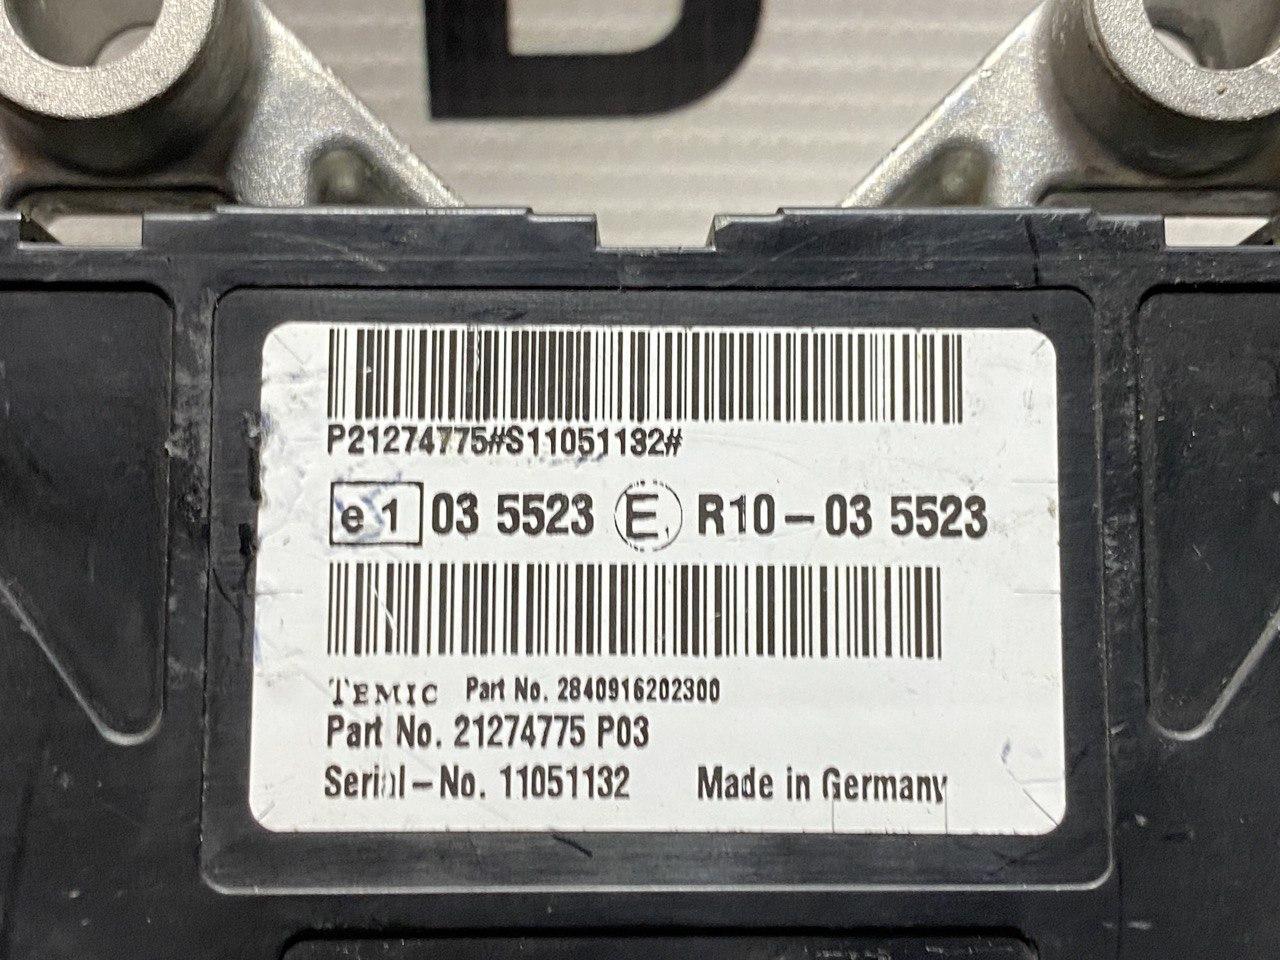 P21274775#S11051132#
e1 03 5523 E R10-03 5523
TEMIC Part No. 2840916202300
Part No. 21274775 P03
Serial-No. 11051132 Made in Germany